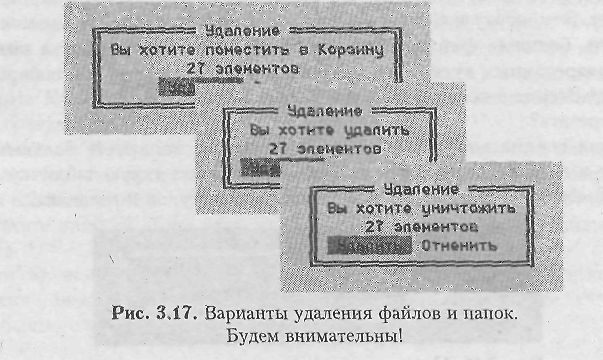 Удаление
Вы хотите поместить в Корзину
27 элементов
Удаление
Вы хотите удалить
27 элементов
Удаление
Вы хотите уничтожить
27 элементов
Удалить Отменить
Рис. 3.17. Варианты удаления файлов и папок.
Будем внимательны!